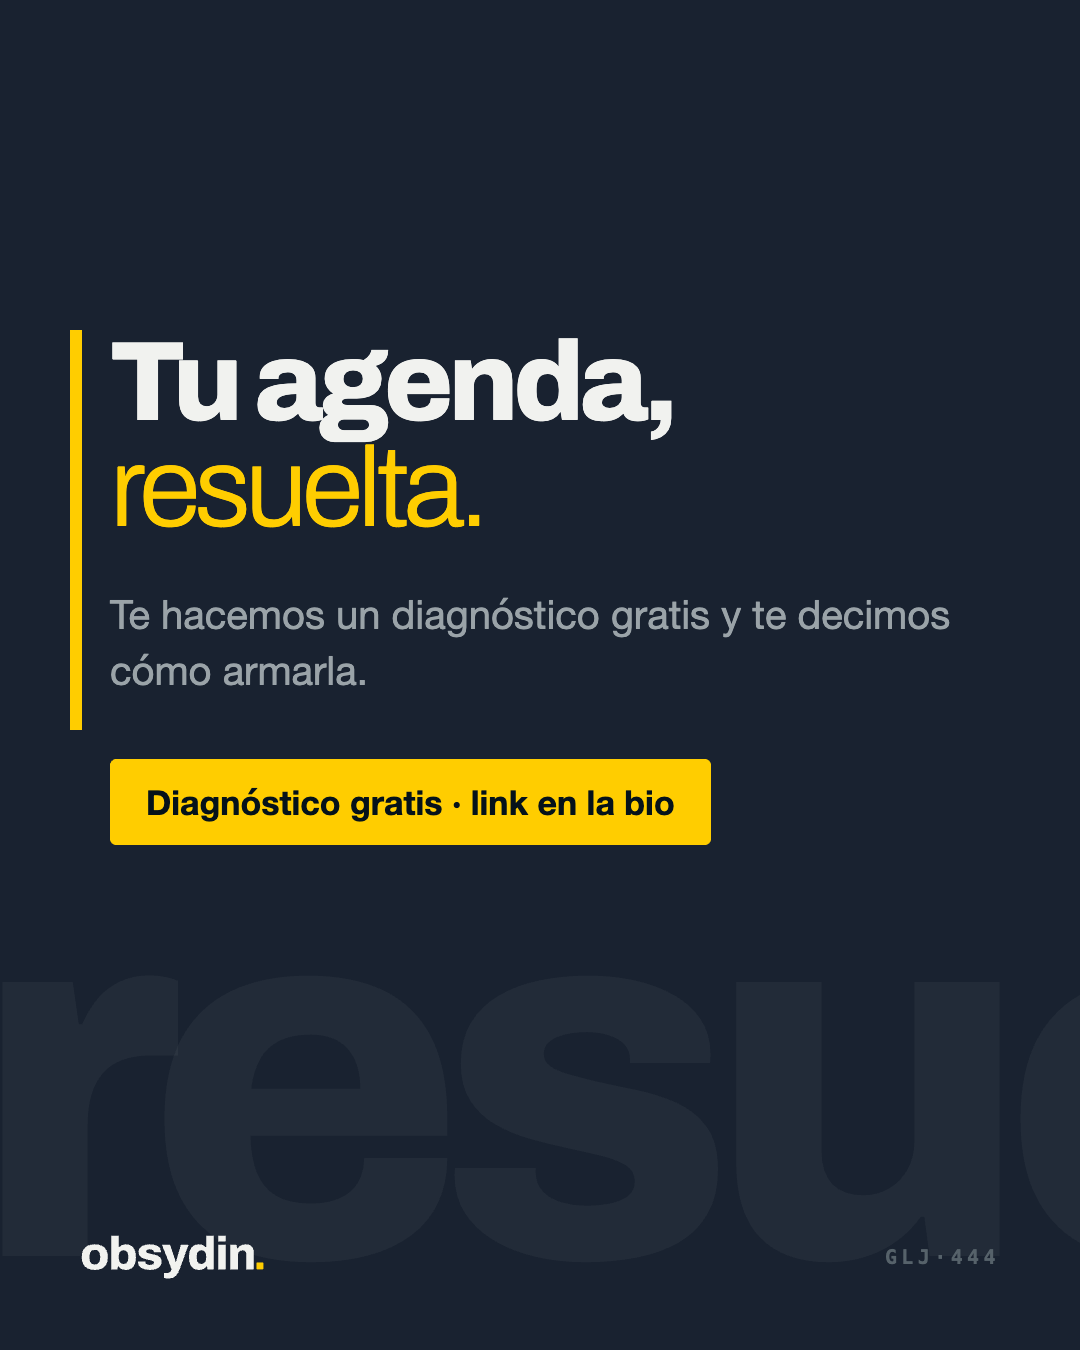 Tu agenda,
resuelta.
Te hacemos un diagnóstico gratis y te decimos
cómo armarla.
Diagnóstico gratis · link en la bio
resu
obsydin.
GLJ·444